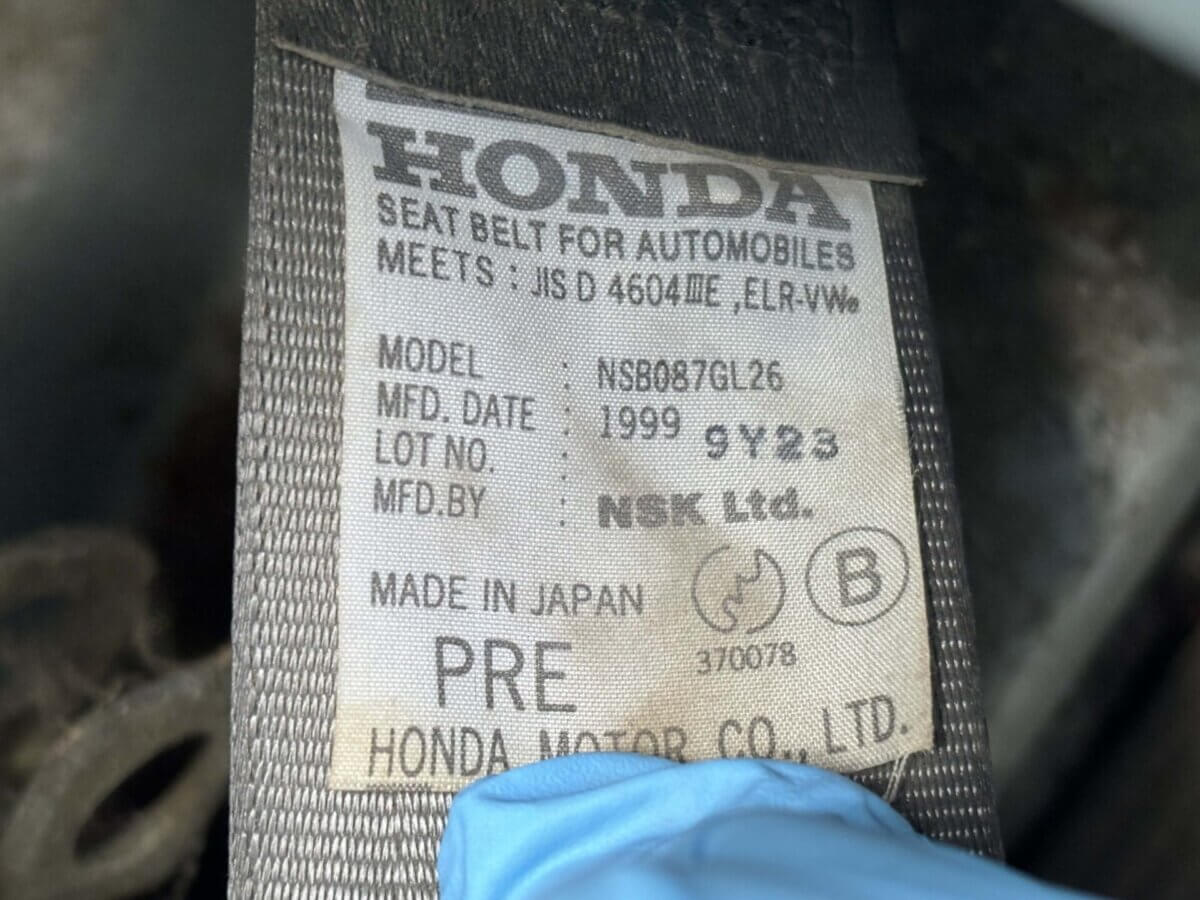 HONDA
SEAT BELT FOR AUTOMOBILES
MEETS : JIS D 4604ⅢE ,ELR-VWe
MODEL : NSB087GL26
MFD. DATE : 1999 9Y23
LOT NO. :
MFD.BY : NSK Ltd.
MADE IN JAPAN B
370078
PRE
HONDA MOTOR CO., LTD.